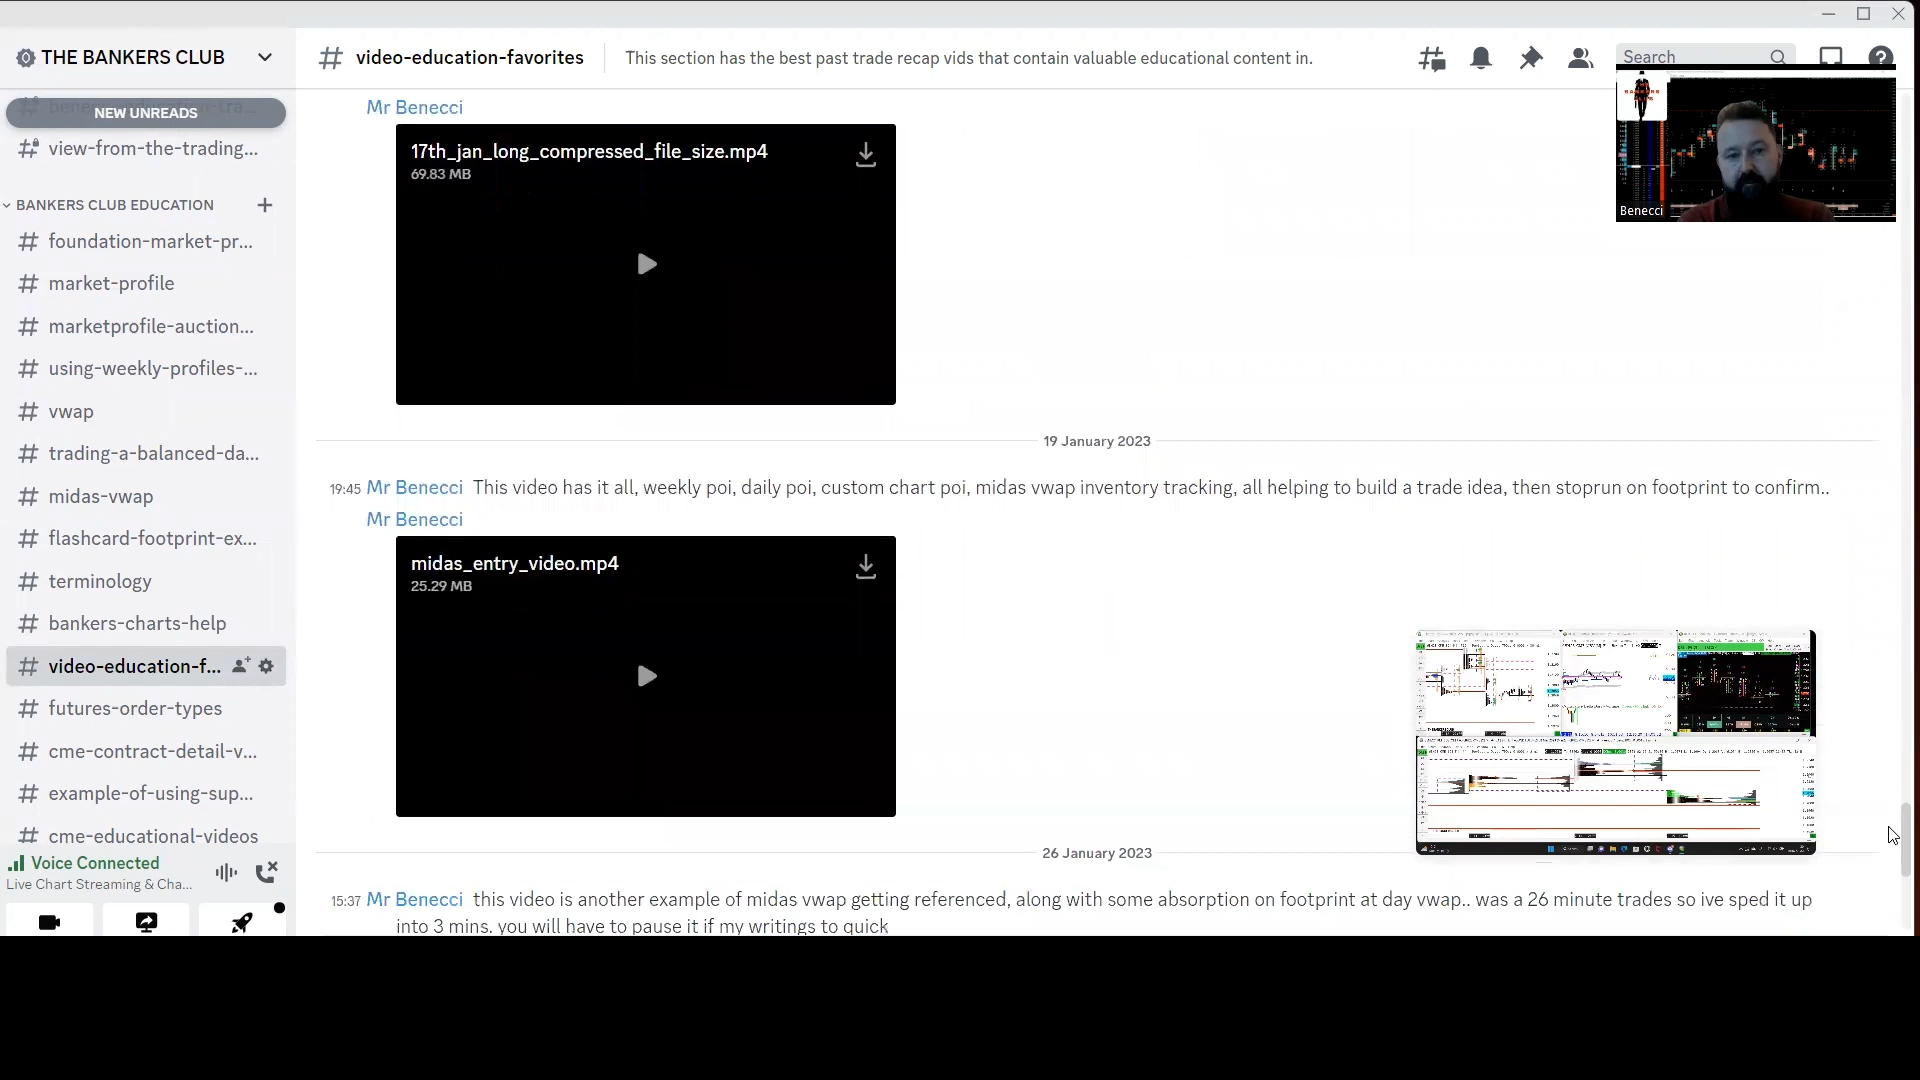 THE BANKERS CLUB
NEW UNREADS
view-from-the-trading...
BANKERS CLUB EDUCATION
foundation-market-pr...
market-profile
marketprofile-auction...
using-weekly-profiles-...
vwap
trading-a-balanced-da...
midas-vwap
flashcard-footprint-ex...
terminology
bankers-charts-help
video-education-f...
futures-order-types
cme-contract-detail-v...
example-of-using-sup...
cme-educational-videos
Voice Connected
Live Chart Streaming & Cha...
video-education-favorites
This section has the best past trade recap vids that contain valuable educational content in.
Search
Benecci
Mr Benecci
17th_jan_long_compressed_file_size.mp4
69.83 MB
19 January 2023
19:45 Mr Benecci This video has it all, weekly poi, daily poi, custom chart poi, midas vwap inventory tracking, all helping to build a trade idea, then stoprun on footprint to confirm..
Mr Benecci
midas_entry_video.mp4
25.29 MB
26 January 2023
15:37 Mr Benecci this video is another example of midas vwap getting referenced, along with some absorption on footprint at day vwap.. was a 26 minute trades so ive sped it up
into 3 mins. you will have to pause it if my writings to quick